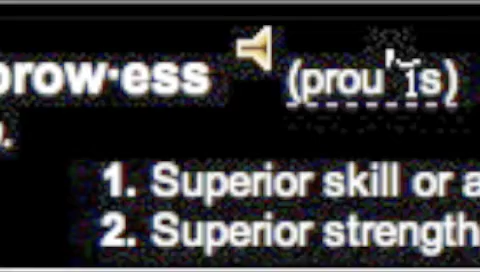 prow·ess (prou'ĭs)
1. Superior skill or a
2. Superior strength